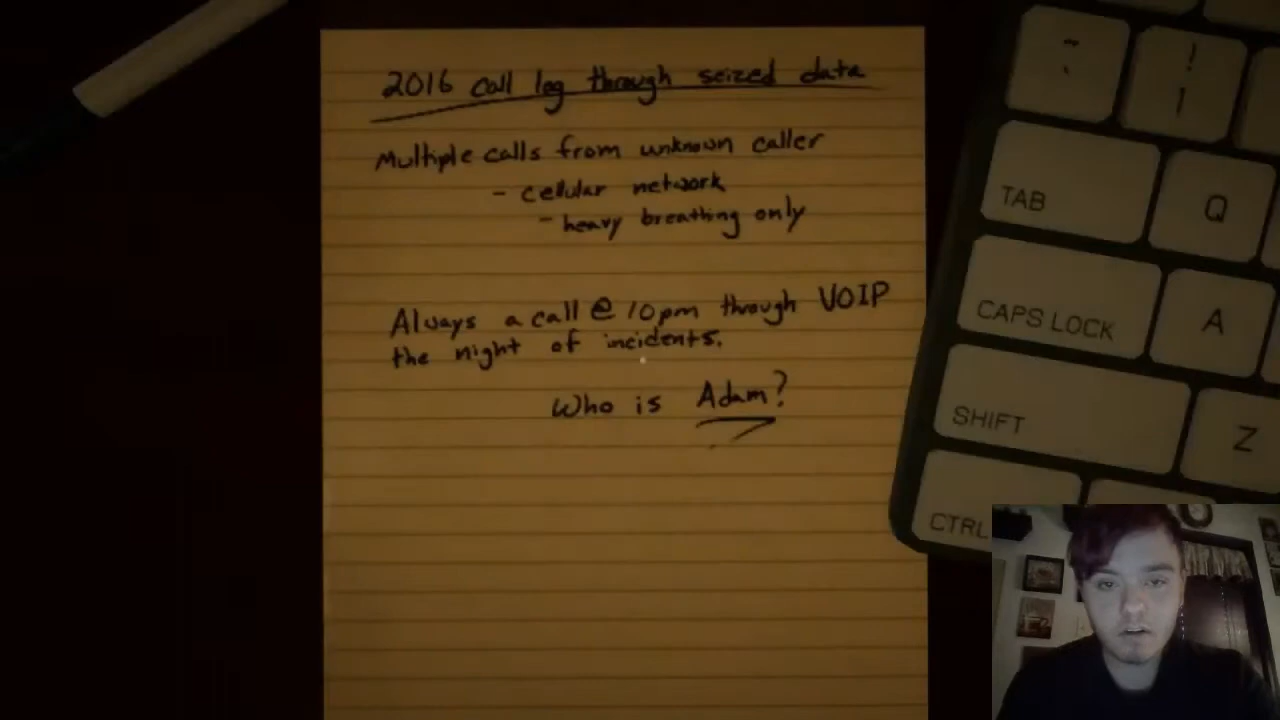 2016 call log through seized data
Multiple calls from unknown caller
- cellular network
- heavy breathing only
Always a call @ 10pm through VOIP
the night of incidents.
Who is Adam?
~
`
!
1
TAB
Q
CAPS LOCK
A
SHIFT
Z
CTRL